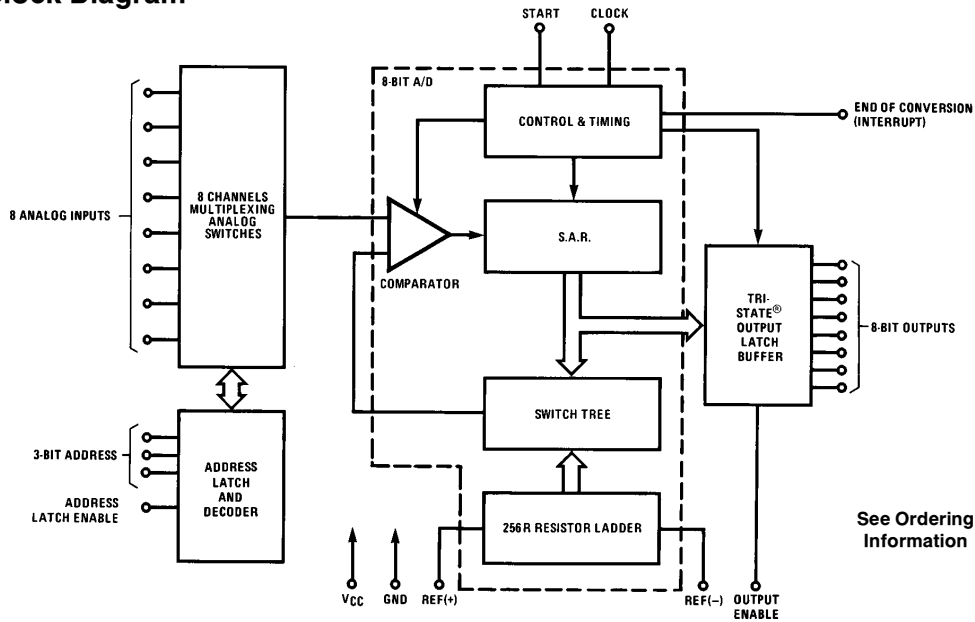 START
CLOCK
8-BIT A/D
CONTROL & TIMING
END OF CONVERSION
(INTERRUPT)
8 ANALOG INPUTS
8 CHANNELS
MULTIPLEXING
ANALOG
SWITCHES
S.A.R.
COMPARATOR
TRI-
STATE®
OUTPUT
LATCH
BUFFER
8-BIT OUTPUTS
SWITCH TREE
3-BIT ADDRESS
ADDRESS
LATCH ENABLE
ADDRESS
LATCH
AND
DECODER
256R RESISTOR LADDER
See Ordering
Information
VCC
GND
REF(+)
REF(−)
OUTPUT
ENABLE